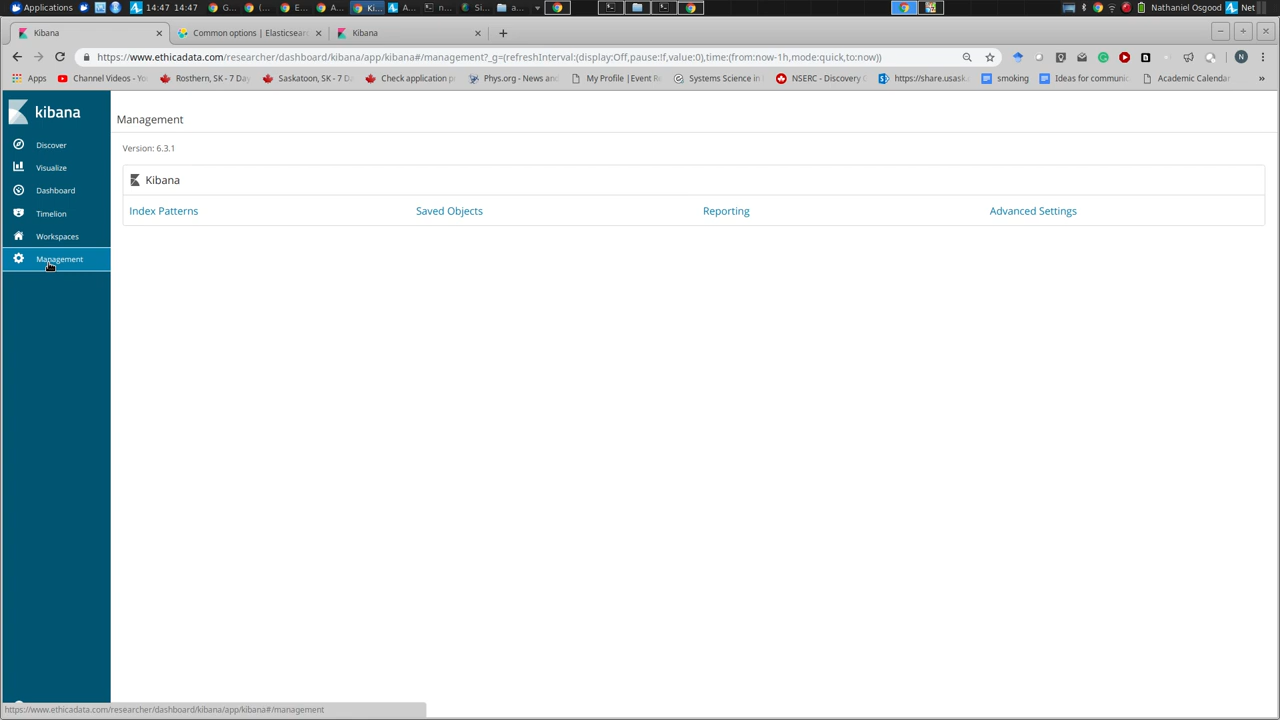 Applications 14:47 14:47 G... (... E... A... Ki... A... n... Si... a... Nathaniel Osgood Net
Kibana Common options | Elasticsear Kibana
https://www.ethicadata.com/researcher/dashboard/kibana/app/kibana#/management?_g=(refreshInterval:(display:Off,pause:!f,value:0),time:(from:now-1h,mode:quick,to:now))
Apps Channel Videos - Yo Rosthern, SK - 7 Day Saskatoon, SK - 7 D Check application Phys.org - News and My Profile |Event R Systems Science in NSERC - Discovery https://share.usask smoking Ideas for communic Academic Calendar »
kibana
Discover
Visualize
Dashboard
Timelion
Workspaces
Management
Management
Version: 6.3.1
Kibana
Index Patterns Saved Objects Reporting Advanced Settings
https://www.ethicadata.com/researcher/dashboard/kibana/app/kibana#/management